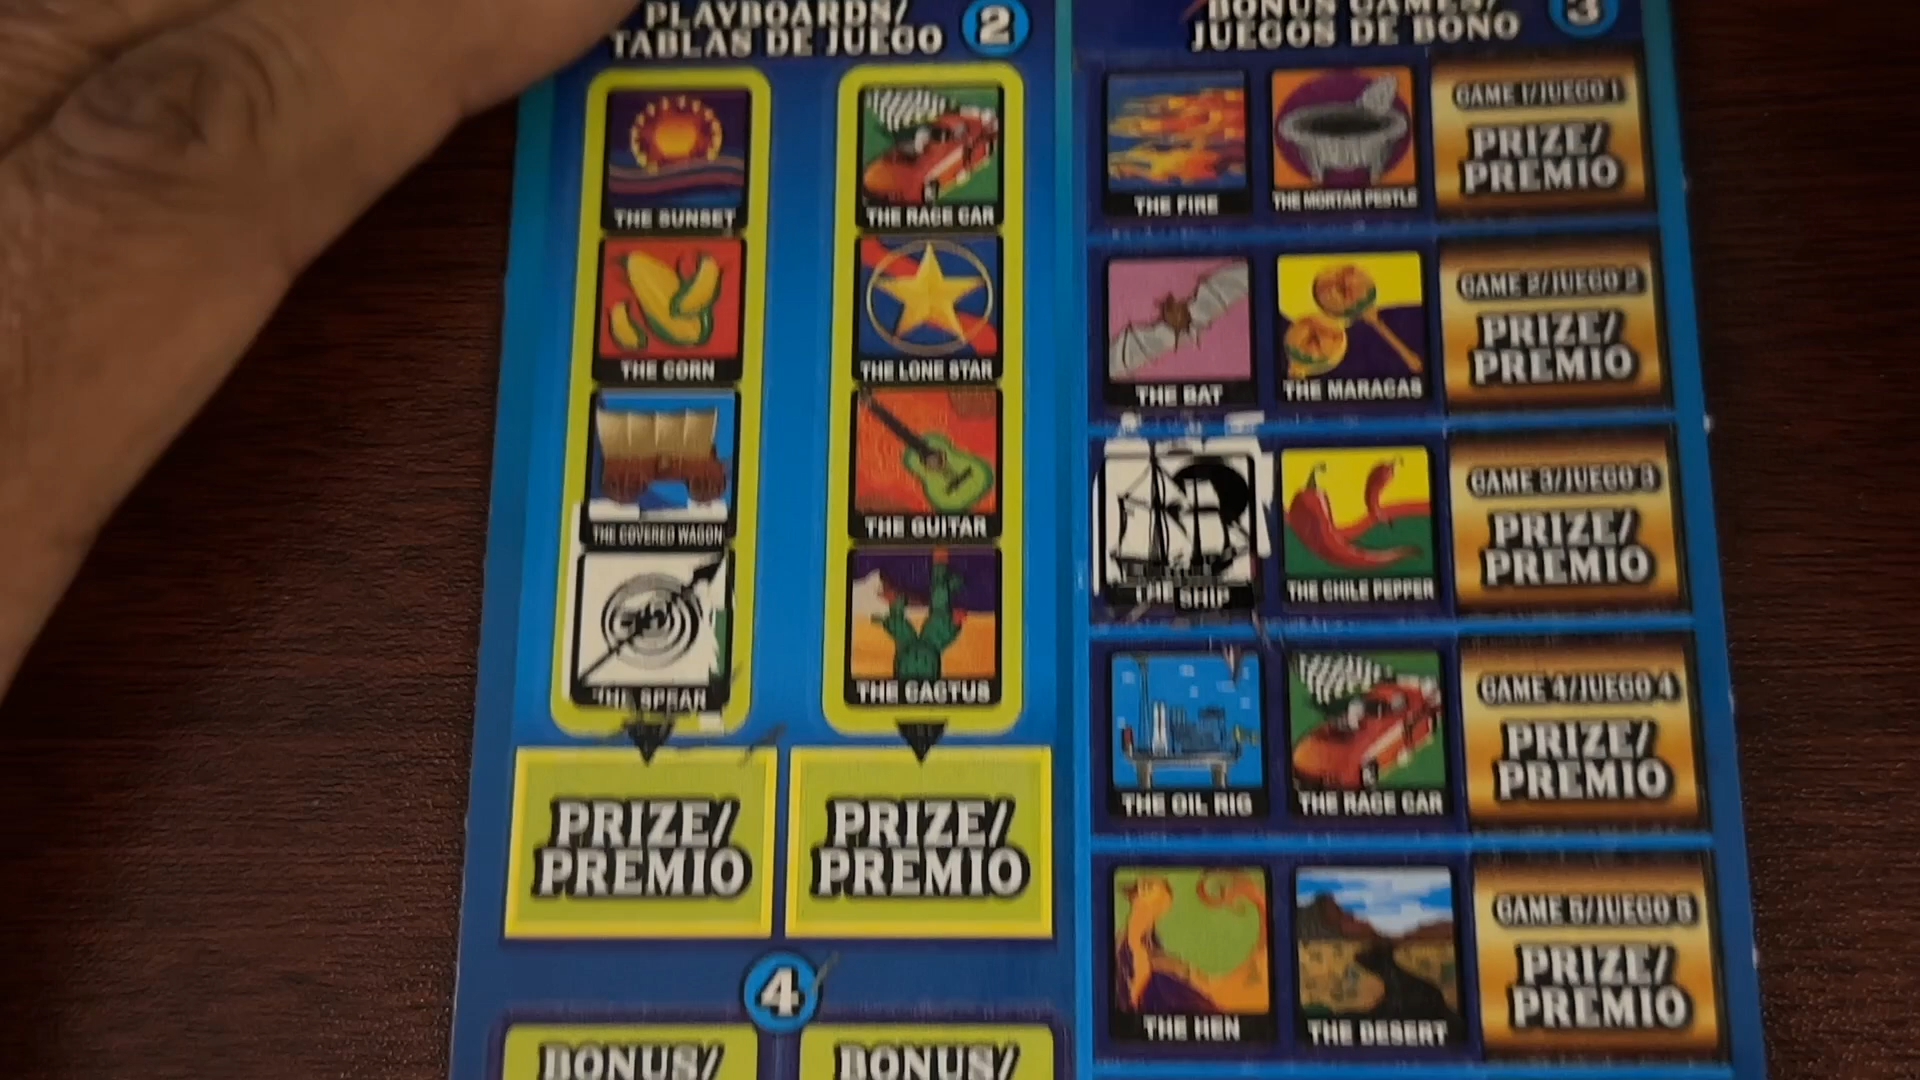 PLAYBOARDS/
TABLAS DE JUEGO
2
THE SUNSET
THE RACE CAR
THE CORN
THE LONE STAR
THE COVERED WAGON
THE GUITAR
THE SPEAR
THE CACTUS
PRIZE/
PREMIO
PRIZE/
PREMIO
4
BONUS/
BONUS/
BONUS GAMES/
JUEGOS DE BONO
3
THE FIRE
THE MORTAR PESTLE
GAME 1/JUEGO 1
PRIZE/
PREMIO
THE BAT
THE MARACAS
GAME 2/JUEGO 2
PRIZE/
PREMIO
THE SHIP
THE CHILE PEPPER
GAME 3/JUEGO 3
PRIZE/
PREMIO
THE OIL RIG
THE RACE CAR
GAME 4/JUEGO 4
PRIZE/
PREMIO
THE HEN
THE DESERT
GAME 5/JUEGO 5
PRIZE/
PREMIO